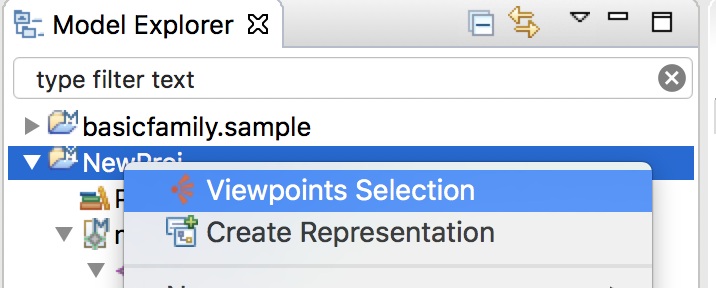 Model Explorer
type filter text
basicfamily.sample
NewProj
Viewpoints Selection
Create Representation